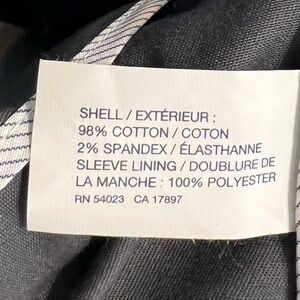 SHELL / EXTÉRIEUR :
98% COTTON / COTON
2% SPANDEX / ÉLASTHANNE
SLEEVE LINING / DOUBLURE DE
LA MANCHE : 100% POLYESTER
RN 54023 CA 17897